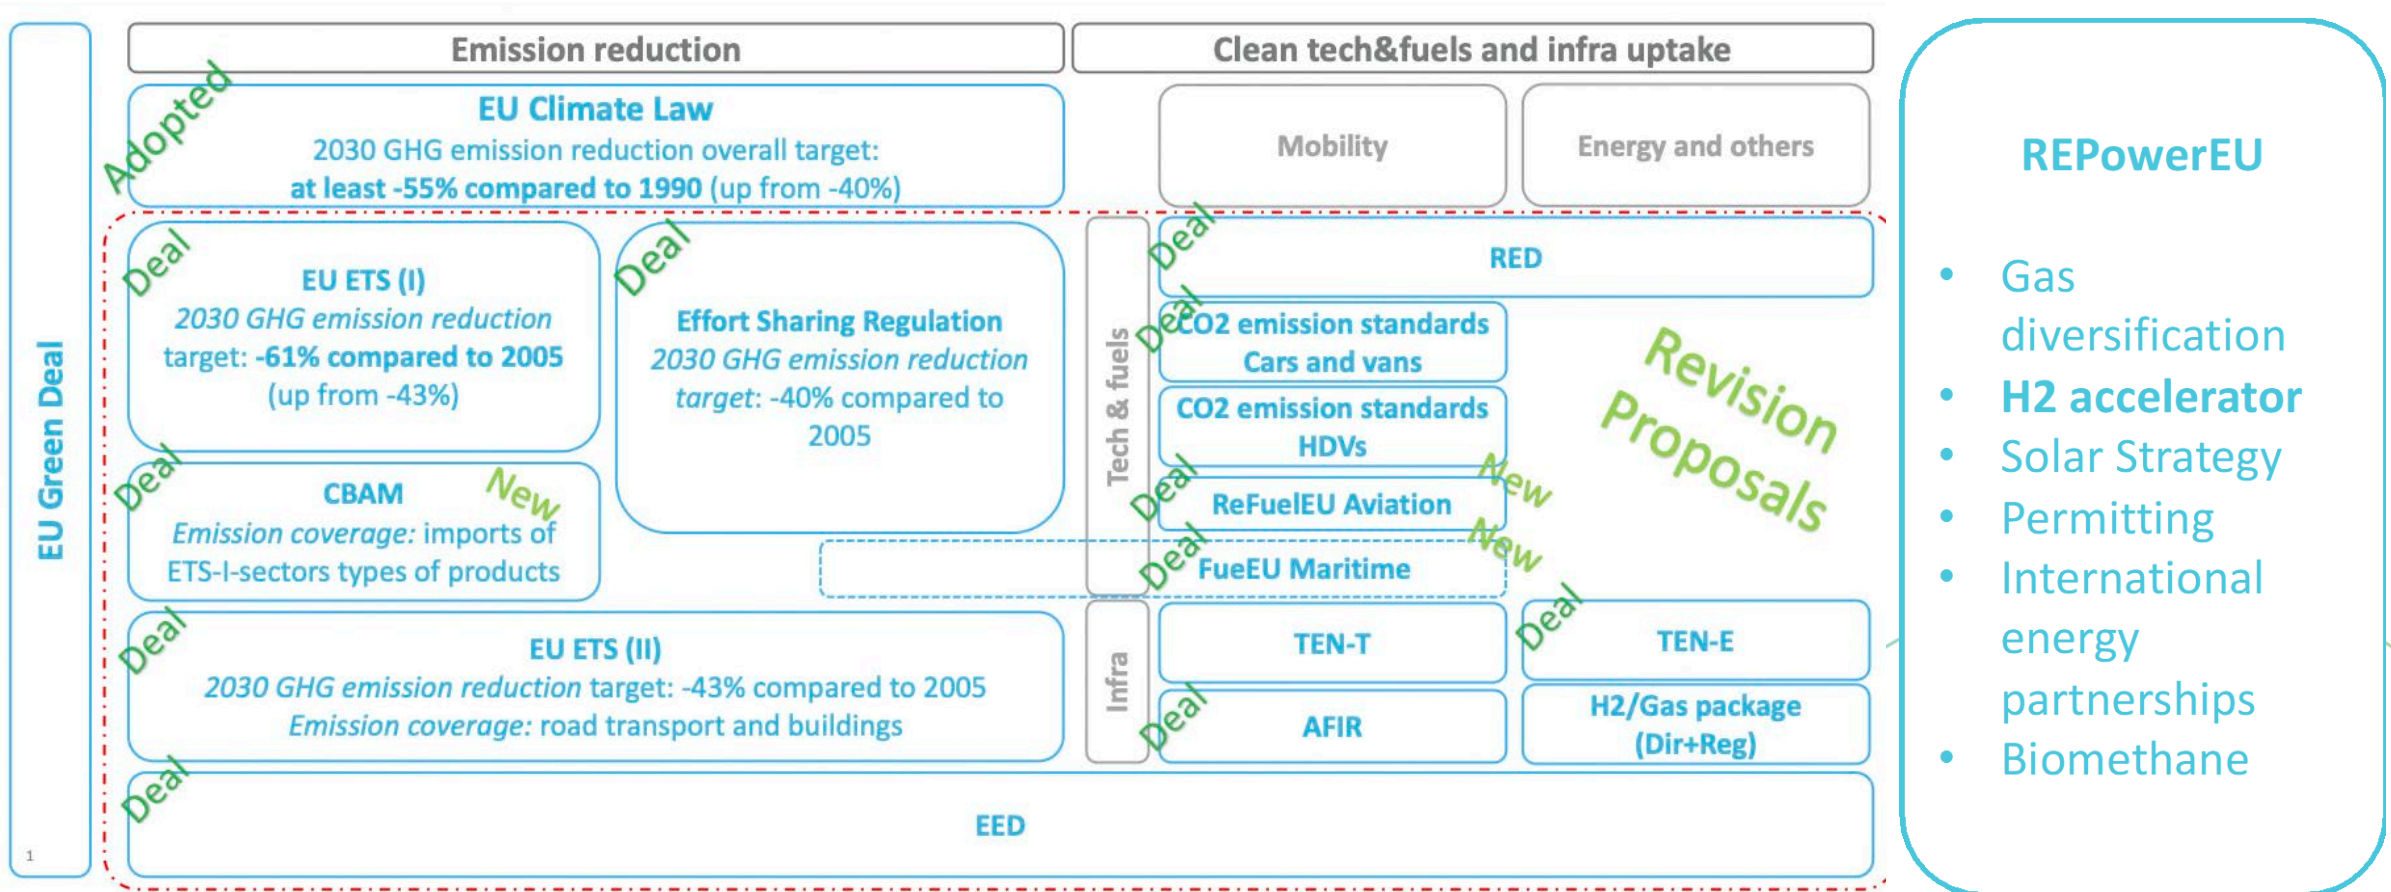 EU Green Deal
1
Emission reduction
Clean tech&fuels and infra uptake
Adopted
EU Climate Law
2030 GHG emission reduction overall target:
at least -55% compared to 1990 (up from -40%)
Mobility
Energy and others
Deal
EU ETS (I)
2030 GHG emission reduction
target: -61% compared to 2005
(up from -43%)
Deal
Effort Sharing Regulation
2030 GHG emission reduction
target: -40% compared to
2005
Deal
New
CBAM
Emission coverage: imports of
ETS-I-sectors types of products
Deal
EU ETS (II)
2030 GHG emission reduction target: -43% compared to 2005
Emission coverage: road transport and buildings
Tech & fuels
Deal
RED
Deal
CO2 emission standards
Cars and vans
CO2 emission standards
HDVs
Deal
ReFuelEU Aviation
New
Deal
FueEU Maritime
New
Revision
Proposals
Infra
TEN-T
Deal
TEN-E
Deal
AFIR
H2/Gas package
(Dir+Reg)
Deal
EED
REPowerEU
• Gas
diversification
• H2 accelerator
• Solar Strategy
• Permitting
• International
energy
partnerships
• Biomethane